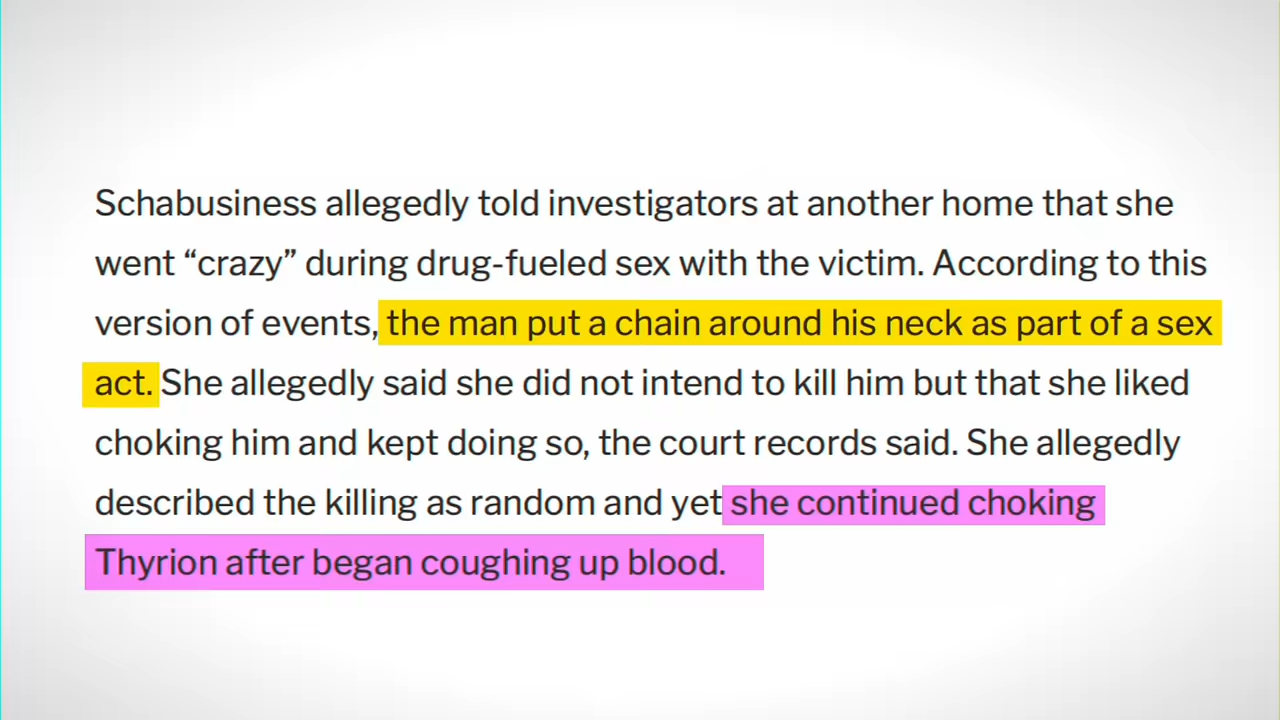 Schabusiness allegedly told investigators at another home that she
went “crazy” during drug-fueled sex with the victim. According to this
version of events, the man put a chain around his neck as part of a sex
act. She allegedly said she did not intend to kill him but that she liked
choking him and kept doing so, the court records said. She allegedly
described the killing as random and yet she continued choking
Thyrion after began coughing up blood.